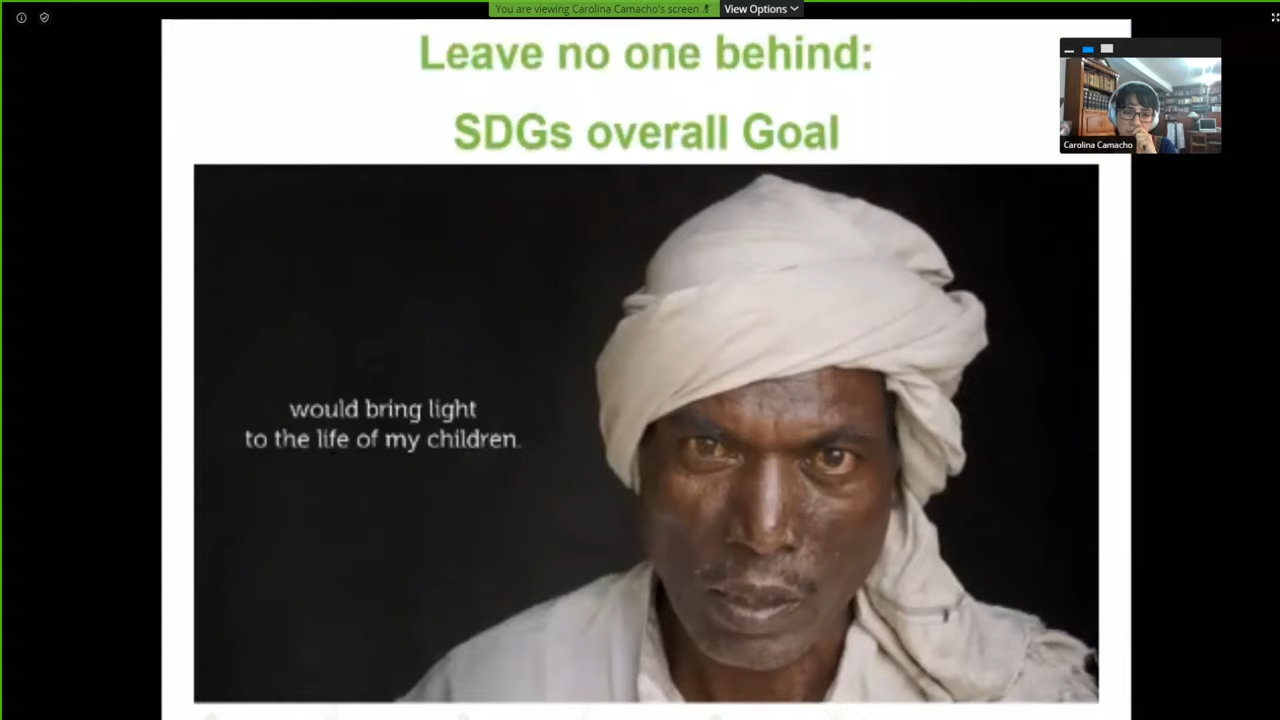 You are viewing Carolina Camacho's screen
View Options
Leave no one behind:
SDGs overall Goal
Carolina Camacho
would bring light
to the life of my children.